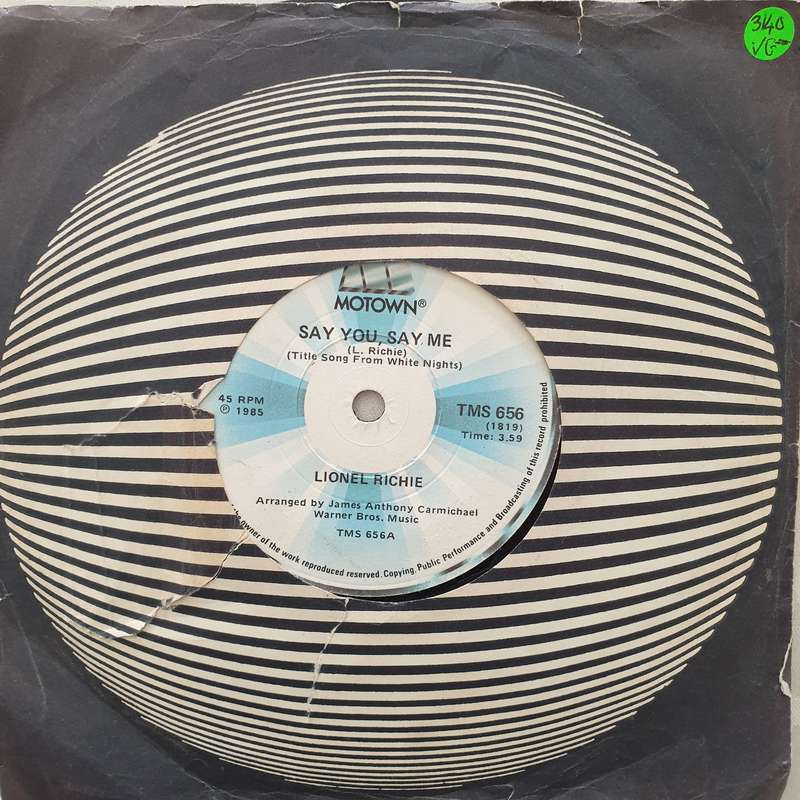 3140
VG-
MOTOWN®
SAY YOU, SAY ME
(L. Richie)
(Title Song From White Nights)
45 RPM
℗ 1985
TMS 656
(1819)
Time: 3.59
LIONEL RICHIE
Arranged by James Anthony Carmichael
Warner Bros. Music
TMS 656A
owner of the work reproduced reserved. Copying, Public Performance and Broadcasting of this record prohibited